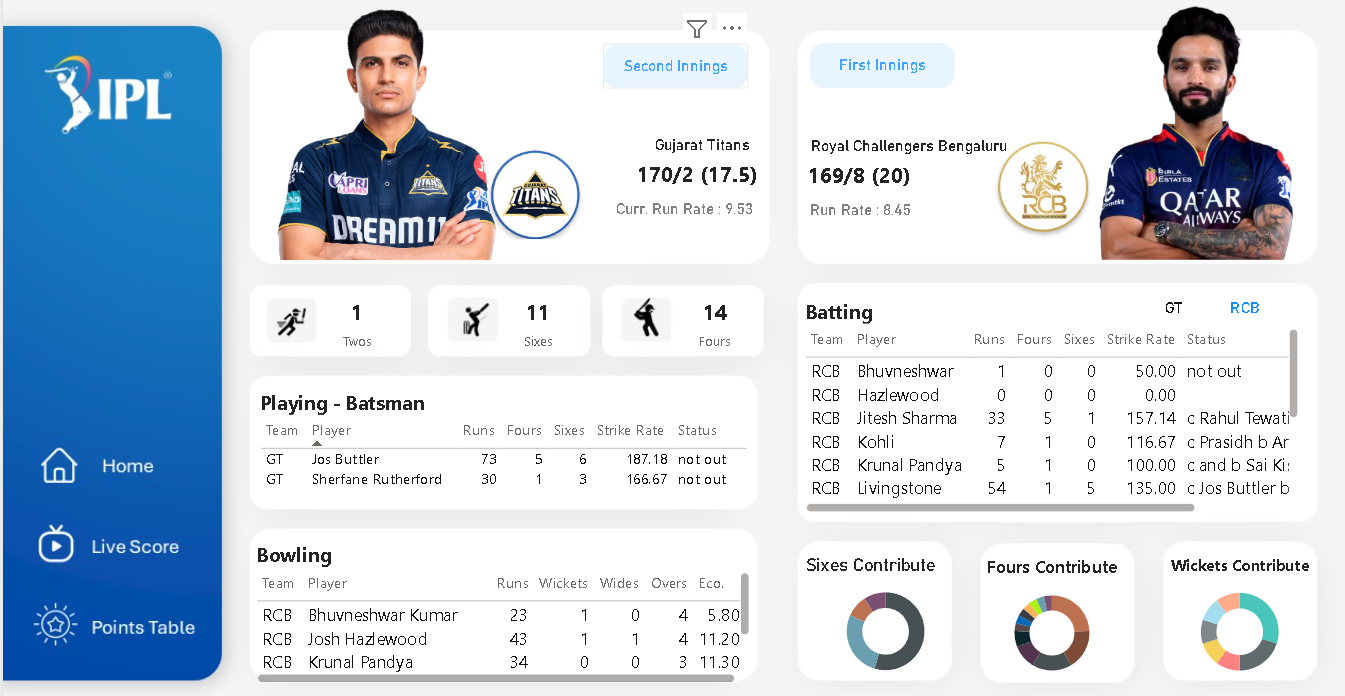 IPL
Home
Live Score
Points Table
Second Innings
Gujarat Titans
170/2 (17.5)
Curr. Run Rate : 9.53
CAPRI
LOANS
TITANS
DREAM11
GUJARAT
TITANS
First Innings
Royal Challengers Bengaluru
169/8 (20)
Run Rate : 8.45
RCB
BIRLA
ESTATES
QATAR
AIRWAYS
1
Twos
11
Sixes
14
Fours
Playing - Batsman
Team Player Runs Fours Sixes Strike Rate Status
GT Jos Buttler 73 5 6 187.18 not out
GT Sherfane Rutherford 30 1 3 166.67 not out
Bowling
Team Player Runs Wickets Wides Overs Eco.
RCB Bhuvneshwar Kumar 23 1 0 4 5.80
RCB Josh Hazlewood 43 1 1 4 11.20
RCB Krunal Pandya 34 0 0 3 11.30
Batting
GT RCB
Team Player Runs Fours Sixes Strike Rate Status
RCB Bhuvneshwar 1 0 0 50.00 not out
RCB Hazlewood 0 0 0 0.00
RCB Jitesh Sharma 33 5 1 157.14 c Rahul Tewati
RCB Kohli 7 1 0 116.67 c Prasidh b Ar
RCB Krunal Pandya 5 1 0 100.00 c and b Sai Ki
RCB Livingstone 54 1 5 135.00 c Jos Buttler b
Sixes Contribute
Fours Contribute
Wickets Contribute